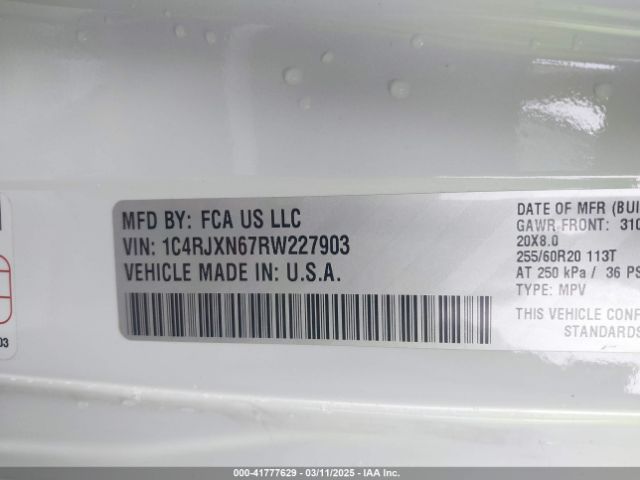 MFD BY: FCA US LLC
VIN: 1C4RJXN67RW227903
VEHICLE MADE IN: U.S.A.
DATE OF MFR (BUI
GAWR-FRONT: 310
20X8.0
255/60R20 113T
AT 250 kPa / 36 PS
TYPE: MPV
THIS VEHICLE CONF
STANDARDS
03
000-41777629 - 03/11/2025 - IAA Inc.